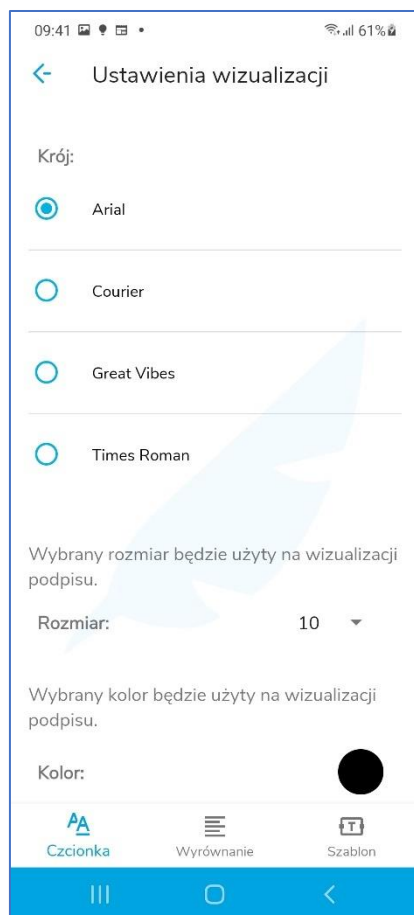 09:41 61%
Ustawienia wizualizacji
Krój:
Arial
Courier
Great Vibes
Times Roman
Wybrany rozmiar będzie użyty na wizualizacji
podpisu.
Rozmiar: 10
Wybrany kolor będzie użyty na wizualizacji
podpisu.
Kolor:
AA T
Czcionka Wyrównanie Szablon